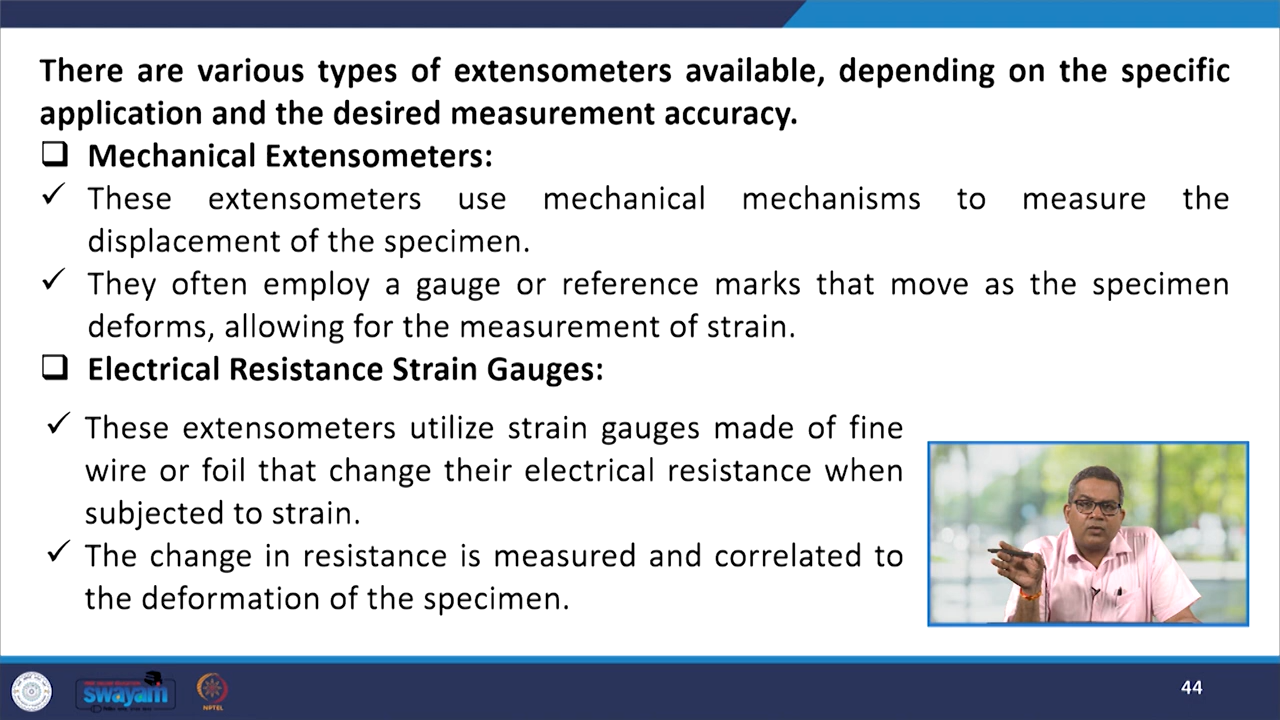 There are various types of extensometers available, depending on the specific
application and the desired measurement accuracy.
Mechanical Extensometers:
These extensometers use mechanical mechanisms to measure the
displacement of the specimen.
They often employ a gauge or reference marks that move as the specimen
deforms, allowing for the measurement of strain.
Electrical Resistance Strain Gauges:
These extensometers utilize strain gauges made of fine
wire or foil that change their electrical resistance when
subjected to strain.
The change in resistance is measured and correlated to
the deformation of the specimen.
swayam
NPTEL
44